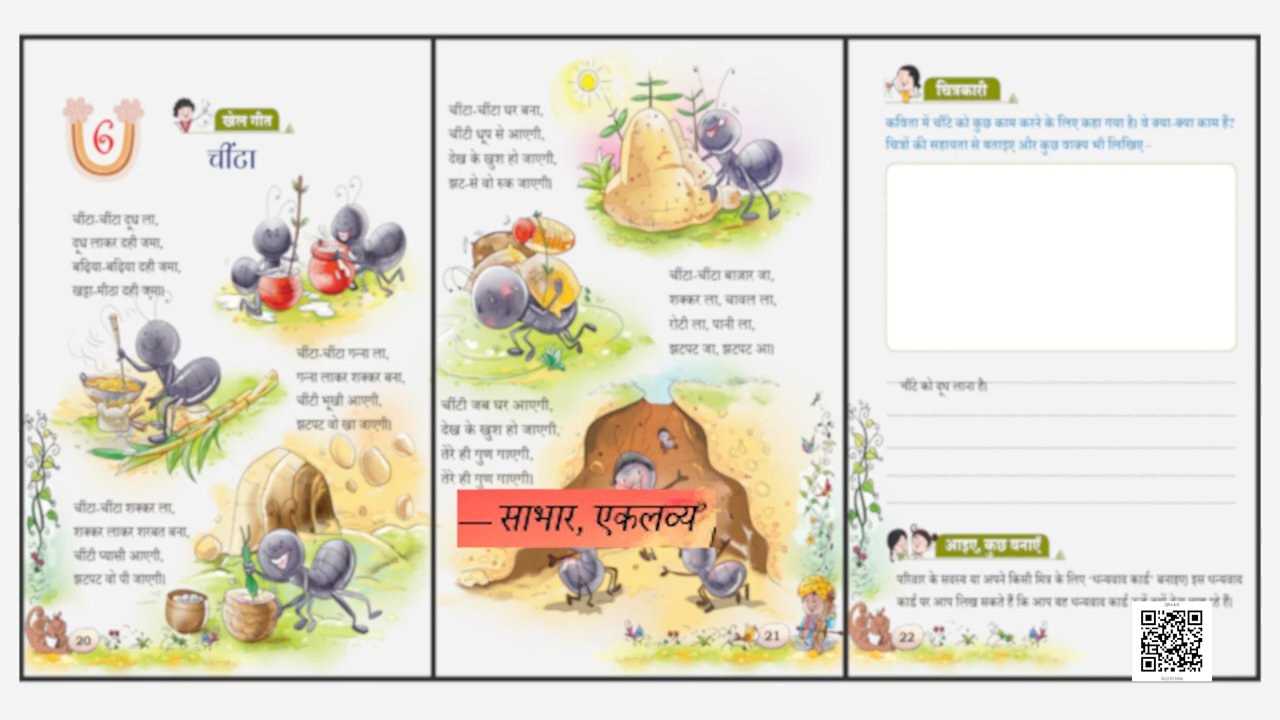 6
खेल गीत
चींटा
चींटा-चींटा दूध ला,
दूध लाकर दही जमा,
बढ़िया-बढ़िया दही जमा,
खट्टा-मीठा दही जमा।
चींटा-चींटा गन्ना ला,
गन्ना लाकर शक्कर बना,
चींटी भूखी आएगी,
झटपट वो खा जाएगी।
चींटा-चींटा शक्कर ला,
शक्कर लाकर शरबत बना,
चींटी प्यासी आएगी,
झटपट वो पी जाएगी।
20
चींटा-चींटा घर बना,
चींटी धूप से आएगी,
देख के खुश हो जाएगी,
झट-से वो रुक जाएगी।
चींटा-चींटा बाज़ार जा,
शक्कर ला, चावल ला,
रोटी ला, पानी ला,
झटपट जा, झटपट आ।
चींटी जब घर आएगी,
देख के खुश हो जाएगी,
तेरे ही गुण गाएगी,
तेरे ही गुण गाएगी।
— साभार, एकलव्य
21
चित्रकारी
कविता में चींटे को कुछ काम करने के लिए कहा गया है। वे क्या-क्या काम हैं?
चित्रों की सहायता से बताइए और कुछ वाक्य भी लिखिए–
चींटे को दूध लाना है।
आइए, कुछ बनाएँ
परिवार के सदस्य या अपने किसी मित्र के लिए ‘धन्यवाद कार्ड’ बनाइए। इस धन्यवाद
कार्ड पर आप लिख सकते हैं कि आप यह धन्यवाद कार्ड रहे हैं।
22
0222CH06